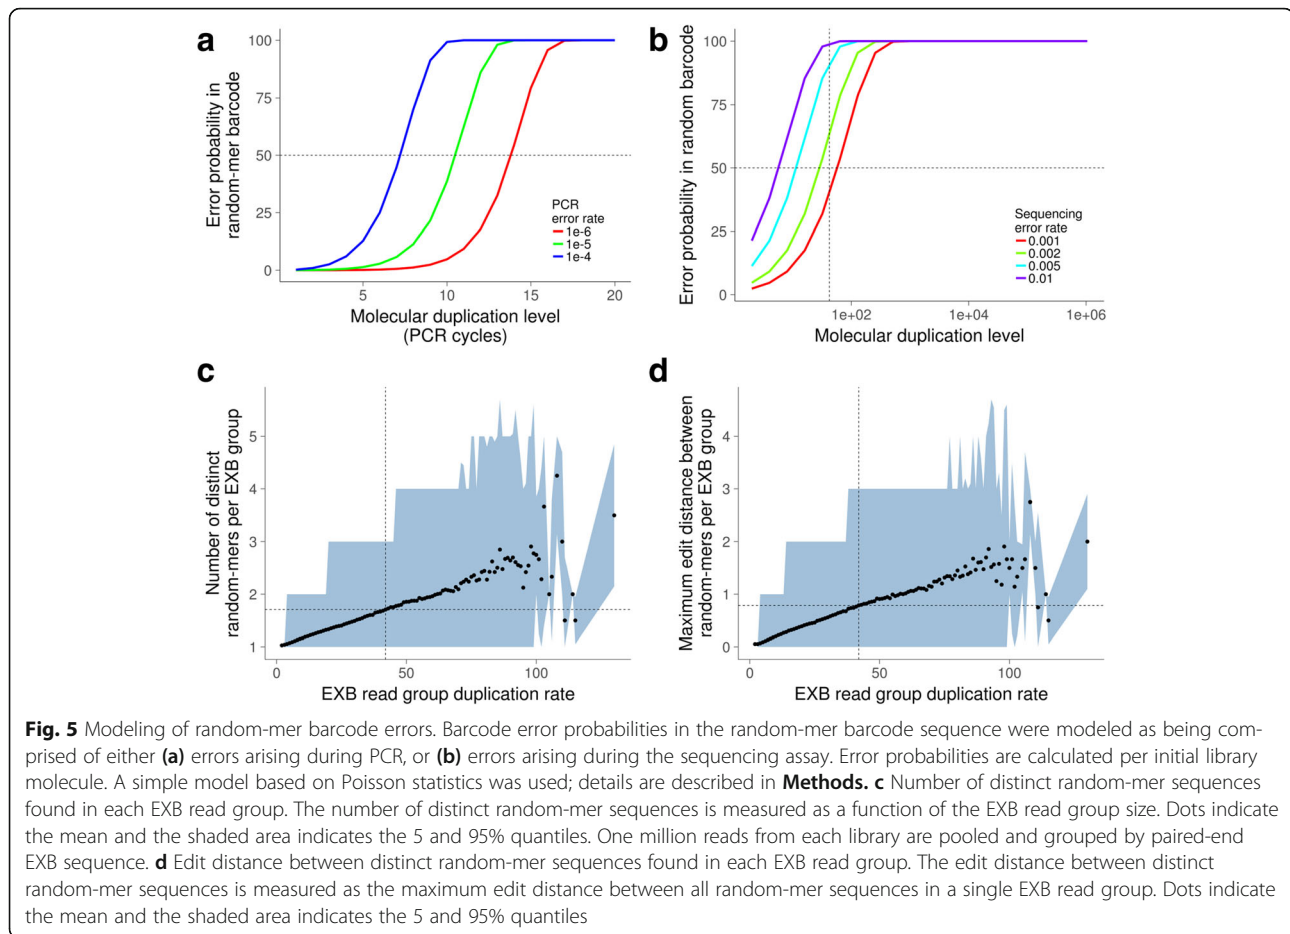 a
100
75
50
25
0
Error probability in
random-mer barcode
PCR
error rate
1e-6
1e-5
1e-4
5
10
15
20
Molecular duplication level
(PCR cycles)
b
100
75
50
25
0
Error probability in random barcode
Sequencing
error rate
0.001
0.002
0.005
0.01
1e+02
1e+04
1e+06
Molecular duplication level
c
5
4
3
2
1
Number of distinct
random-mers per EXB group
0
50
100
EXB read group duplication rate
d
4
3
2
1
0
Maximum edit distance between
random-mers per EXB group
0
50
100
EXB read group duplication rate
Fig. 5 Modeling of random-mer barcode errors. Barcode error probabilities in the random-mer barcode sequence were modeled as being com-
prised of either (a) errors arising during PCR, or (b) errors arising during the sequencing assay. Error probabilities are calculated per initial library
molecule. A simple model based on Poisson statistics was used; details are described in Methods. c Number of distinct random-mer sequences
found in each EXB read group. The number of distinct random-mer sequences is measured as a function of the EXB read group size. Dots indicate
the mean and the shaded area indicates the 5 and 95% quantiles. One million reads from each library are pooled and grouped by paired-end
EXB sequence. d Edit distance between distinct random-mer sequences found in each EXB read group. The edit distance between distinct
random-mer sequences is measured as the maximum edit distance between all random-mer sequences in a single EXB read group. Dots indicate
the mean and the shaded area indicates the 5 and 95% quantiles